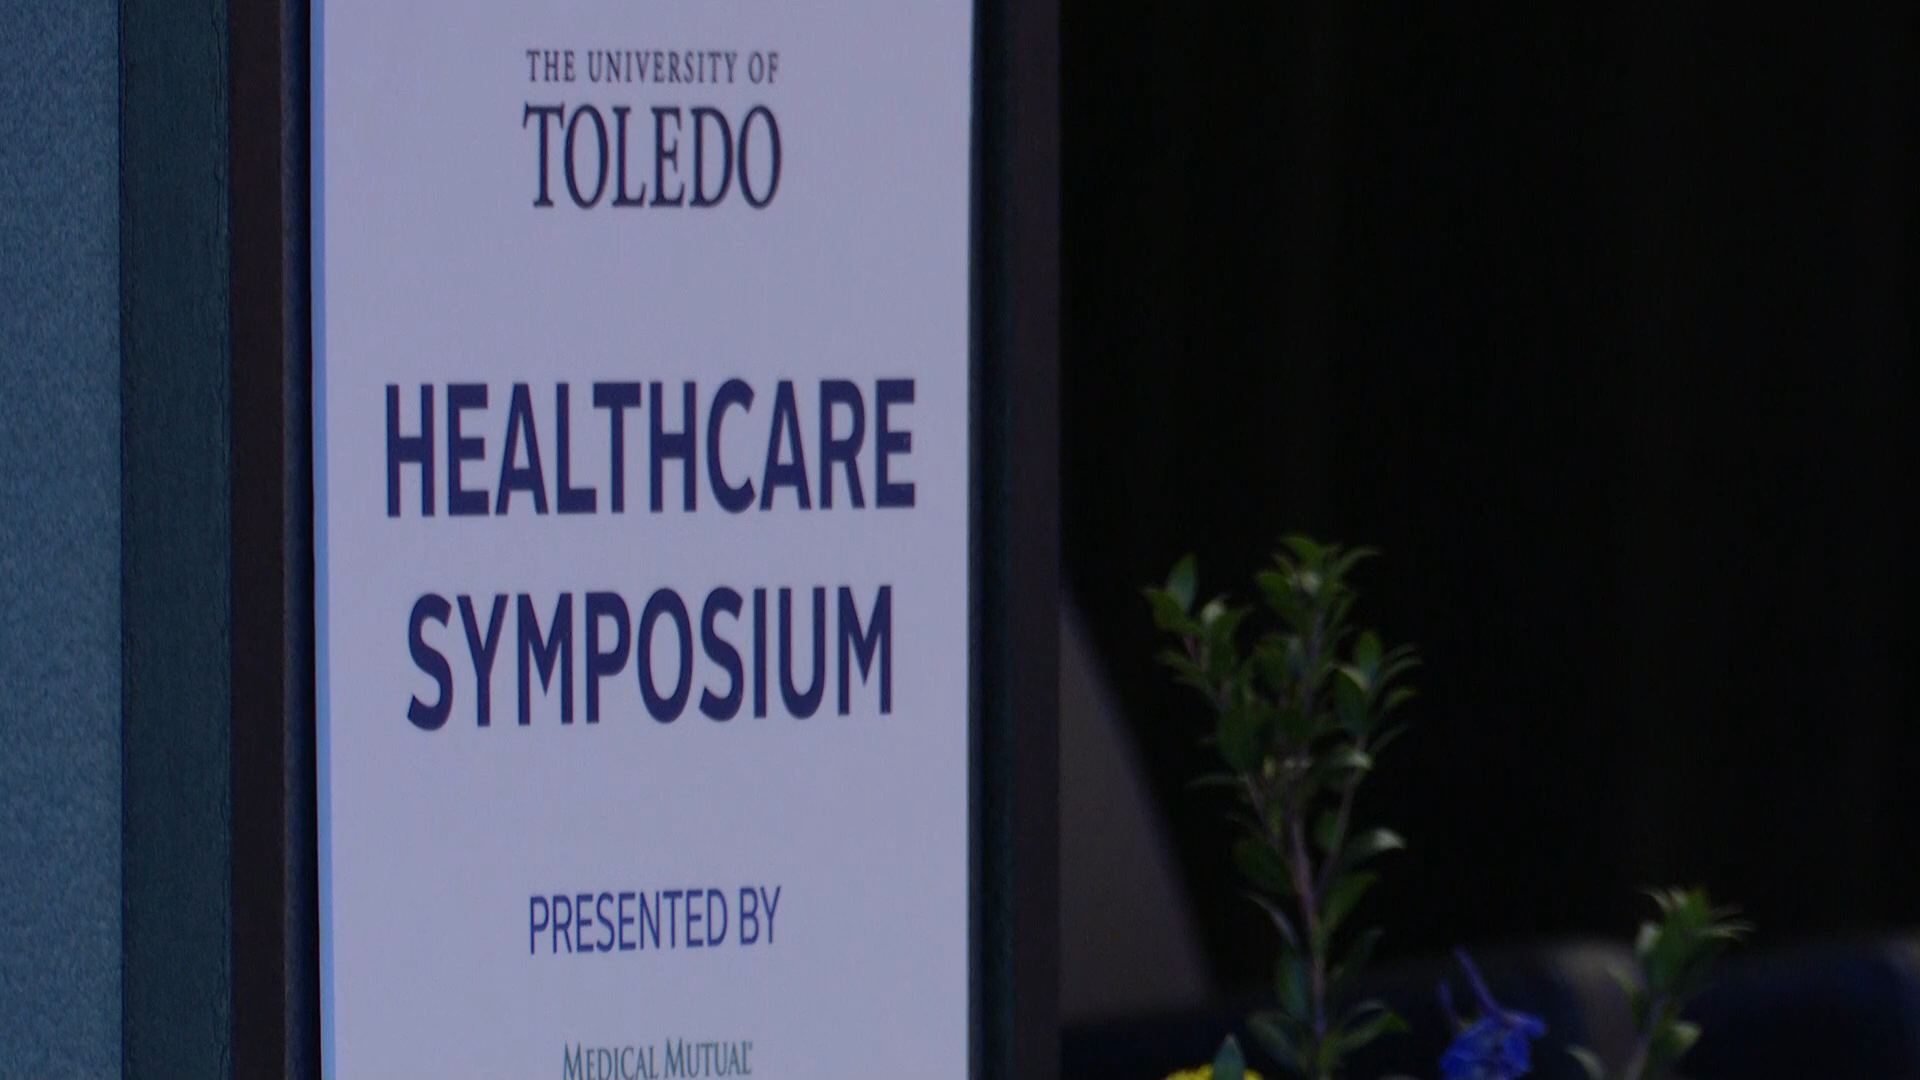 THE UNIVERSITY OF
TOLEDO
HEALTHCARE
SYMPOSIUM
PRESENTED BY
MEDICAL MUTUAL®